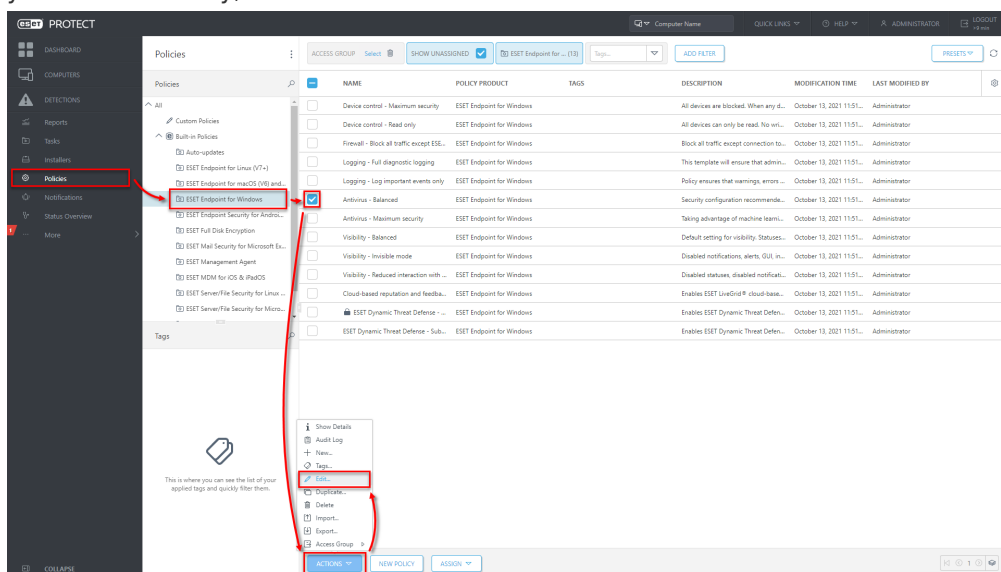 eset PROTECT
Computer Name
QUICK LINKS
HELP
ADMINISTRATOR
LOGOUT
>9 min
DASHBOARD
COMPUTERS
DETECTIONS
Reports
Tasks
Installers
Policies
Notifications
Status Overview
More
COLLAPSE
Policies
Policies
All
Custom Policies
Built-in Policies
Auto-updates
ESET Endpoint for Linux (V7+)
ESET Endpoint for macOS (V6) and...
ESET Endpoint for Windows
ESET Endpoint Security for Androi...
ESET Full Disk Encryption
ESET Mail Security for Microsoft Ex...
ESET Management Agent
ESET MDM for iOS & iPadOS
ESET Server/File Security for Linux ...
ESET Server/File Security for Micro...
Tags
This is where you can see the list of your
applied tags and quickly filter them.
ACCESS GROUP Select
SHOW UNASSIGNED
ESET Endpoint for ... (13)
Tags...
ADD FILTER
PRESETS
NAME POLICY PRODUCT TAGS DESCRIPTION MODIFICATION TIME LAST MODIFIED BY
Device control - Maximum security ESET Endpoint for Windows All devices are blocked. When any d... October 13, 2021 11:51... Administrator
Device control - Read only ESET Endpoint for Windows All devices can only be read. No wri... October 13, 2021 11:51... Administrator
Firewall - Block all traffic except ESE... ESET Endpoint for Windows Block all traffic except connection to... October 13, 2021 11:51... Administrator
Logging - Full diagnostic logging ESET Endpoint for Windows This template will ensure that admin... October 13, 2021 11:51... Administrator
Logging - Log important events only ESET Endpoint for Windows Policy ensures that warnings, errors ... October 13, 2021 11:51... Administrator
Antivirus - Balanced ESET Endpoint for Windows Security configuration recommende... October 13, 2021 11:51... Administrator
Antivirus - Maximum security ESET Endpoint for Windows Taking advantage of machine learni... October 13, 2021 11:51... Administrator
Visibility - Balanced ESET Endpoint for Windows Default setting for visibility. Statuses... October 13, 2021 11:51... Administrator
Visibility - Invisible mode ESET Endpoint for Windows Disabled notifications, alerts, GUI, in... October 13, 2021 11:51... Administrator
Visibility - Reduced interaction with ... ESET Endpoint for Windows Disabled statuses, disabled notificati... October 13, 2021 11:51... Administrator
Cloud-based reputation and feedba... ESET Endpoint for Windows Enables ESET LiveGrid® cloud-base... October 13, 2021 11:51... Administrator
ESET Dynamic Threat Defense - ... ESET Endpoint for Windows Enables ESET Dynamic Threat Defen... October 13, 2021 11:51... Administrator
ESET Dynamic Threat Defense - Sub... ESET Endpoint for Windows Enables ESET Dynamic Threat Defen... October 13, 2021 11:51... Administrator
Show Details
Audit Log
New...
Tags...
Edit...
Duplicate...
Delete
Import...
Export...
Access Group
ACTIONS
NEW POLICY
ASSIGN
1